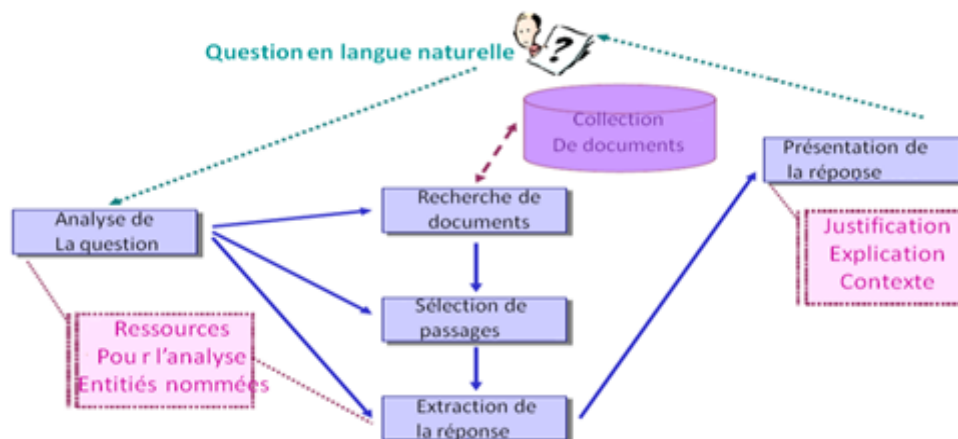 Question en langue naturelle
?
Collection
De documents
Présentation de
la réponse
Recherche de
documents
Analyse de
La question
Justification
Explication
Contexte
Sélection de
passages
Ressources
Pou r l'analyse
Entitiés nommées
Extraction de
la réponse